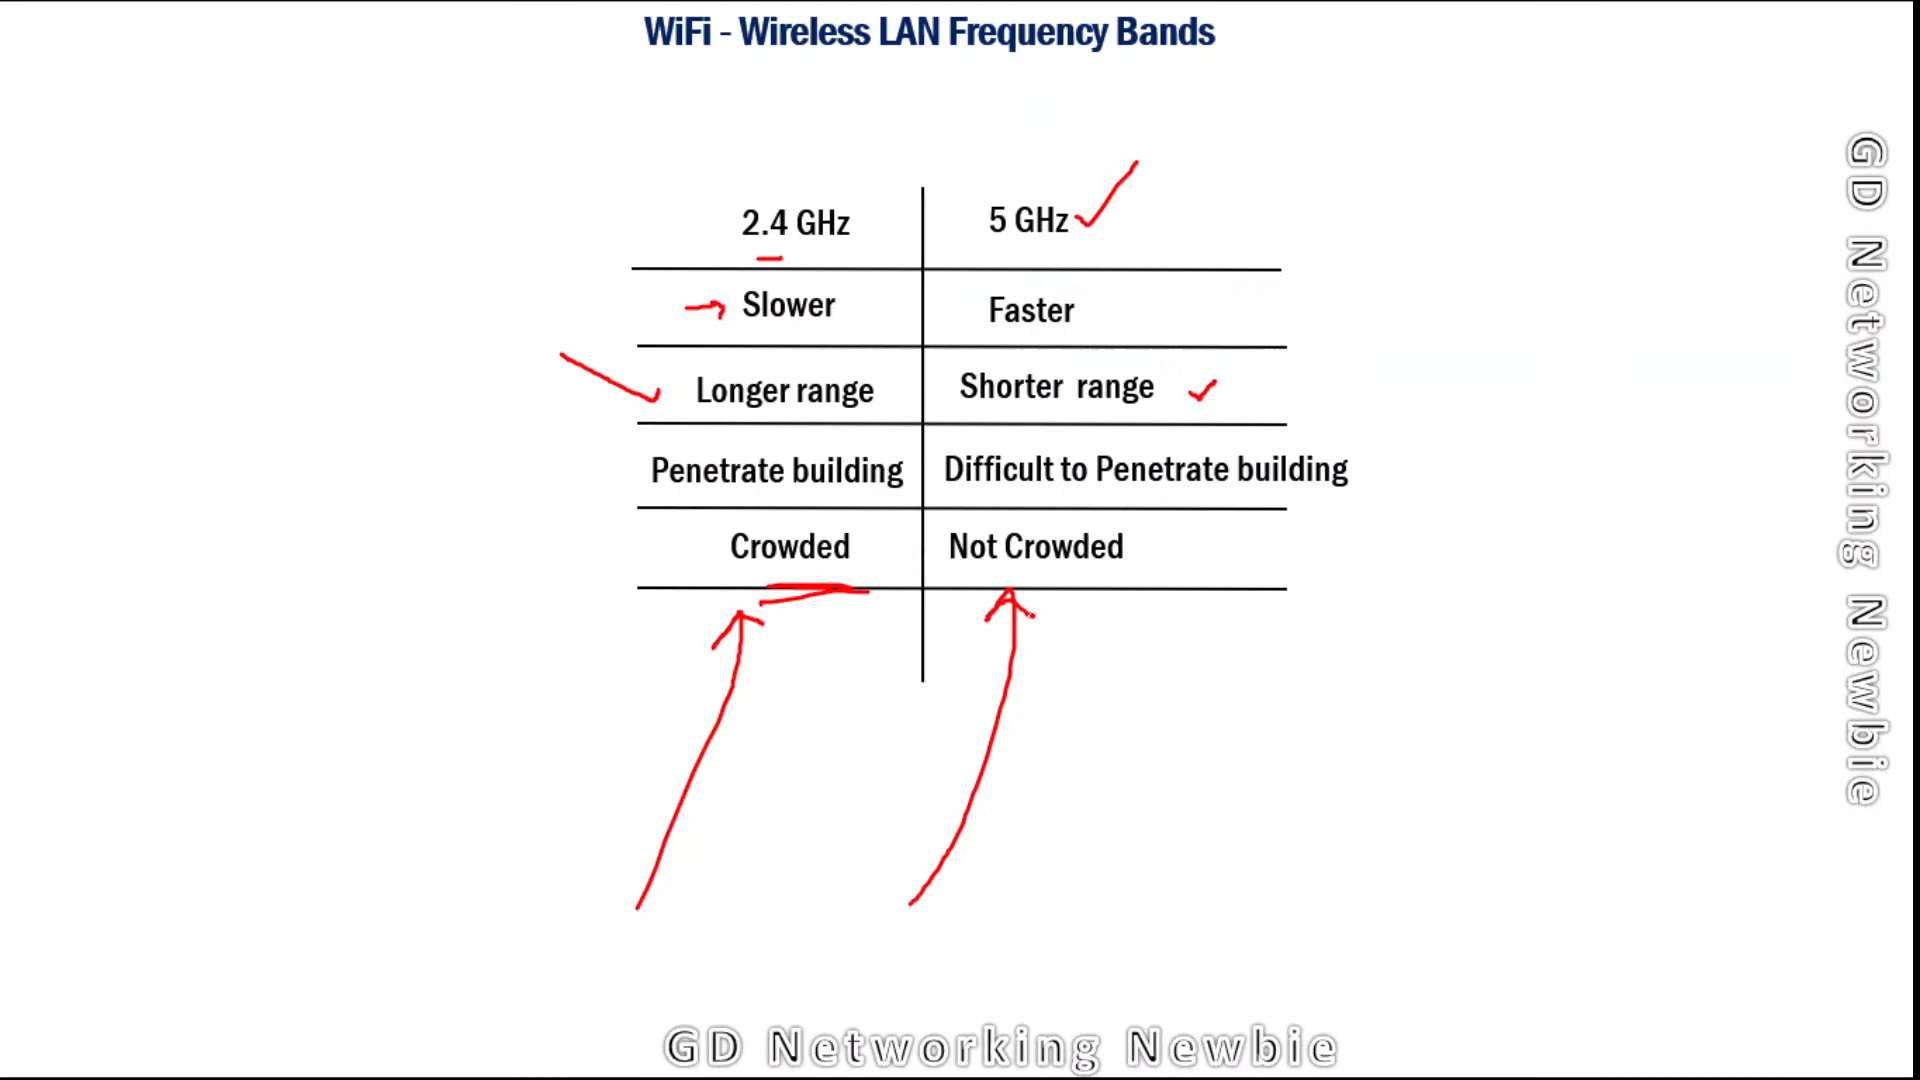 WiFi - Wireless LAN Frequency Bands
2.4 GHz 5 GHz
Slower Faster
Longer range Shorter range
Penetrate building Difficult to Penetrate building
Crowded Not Crowded
GD Networking Newbie
GD Networking Newbie